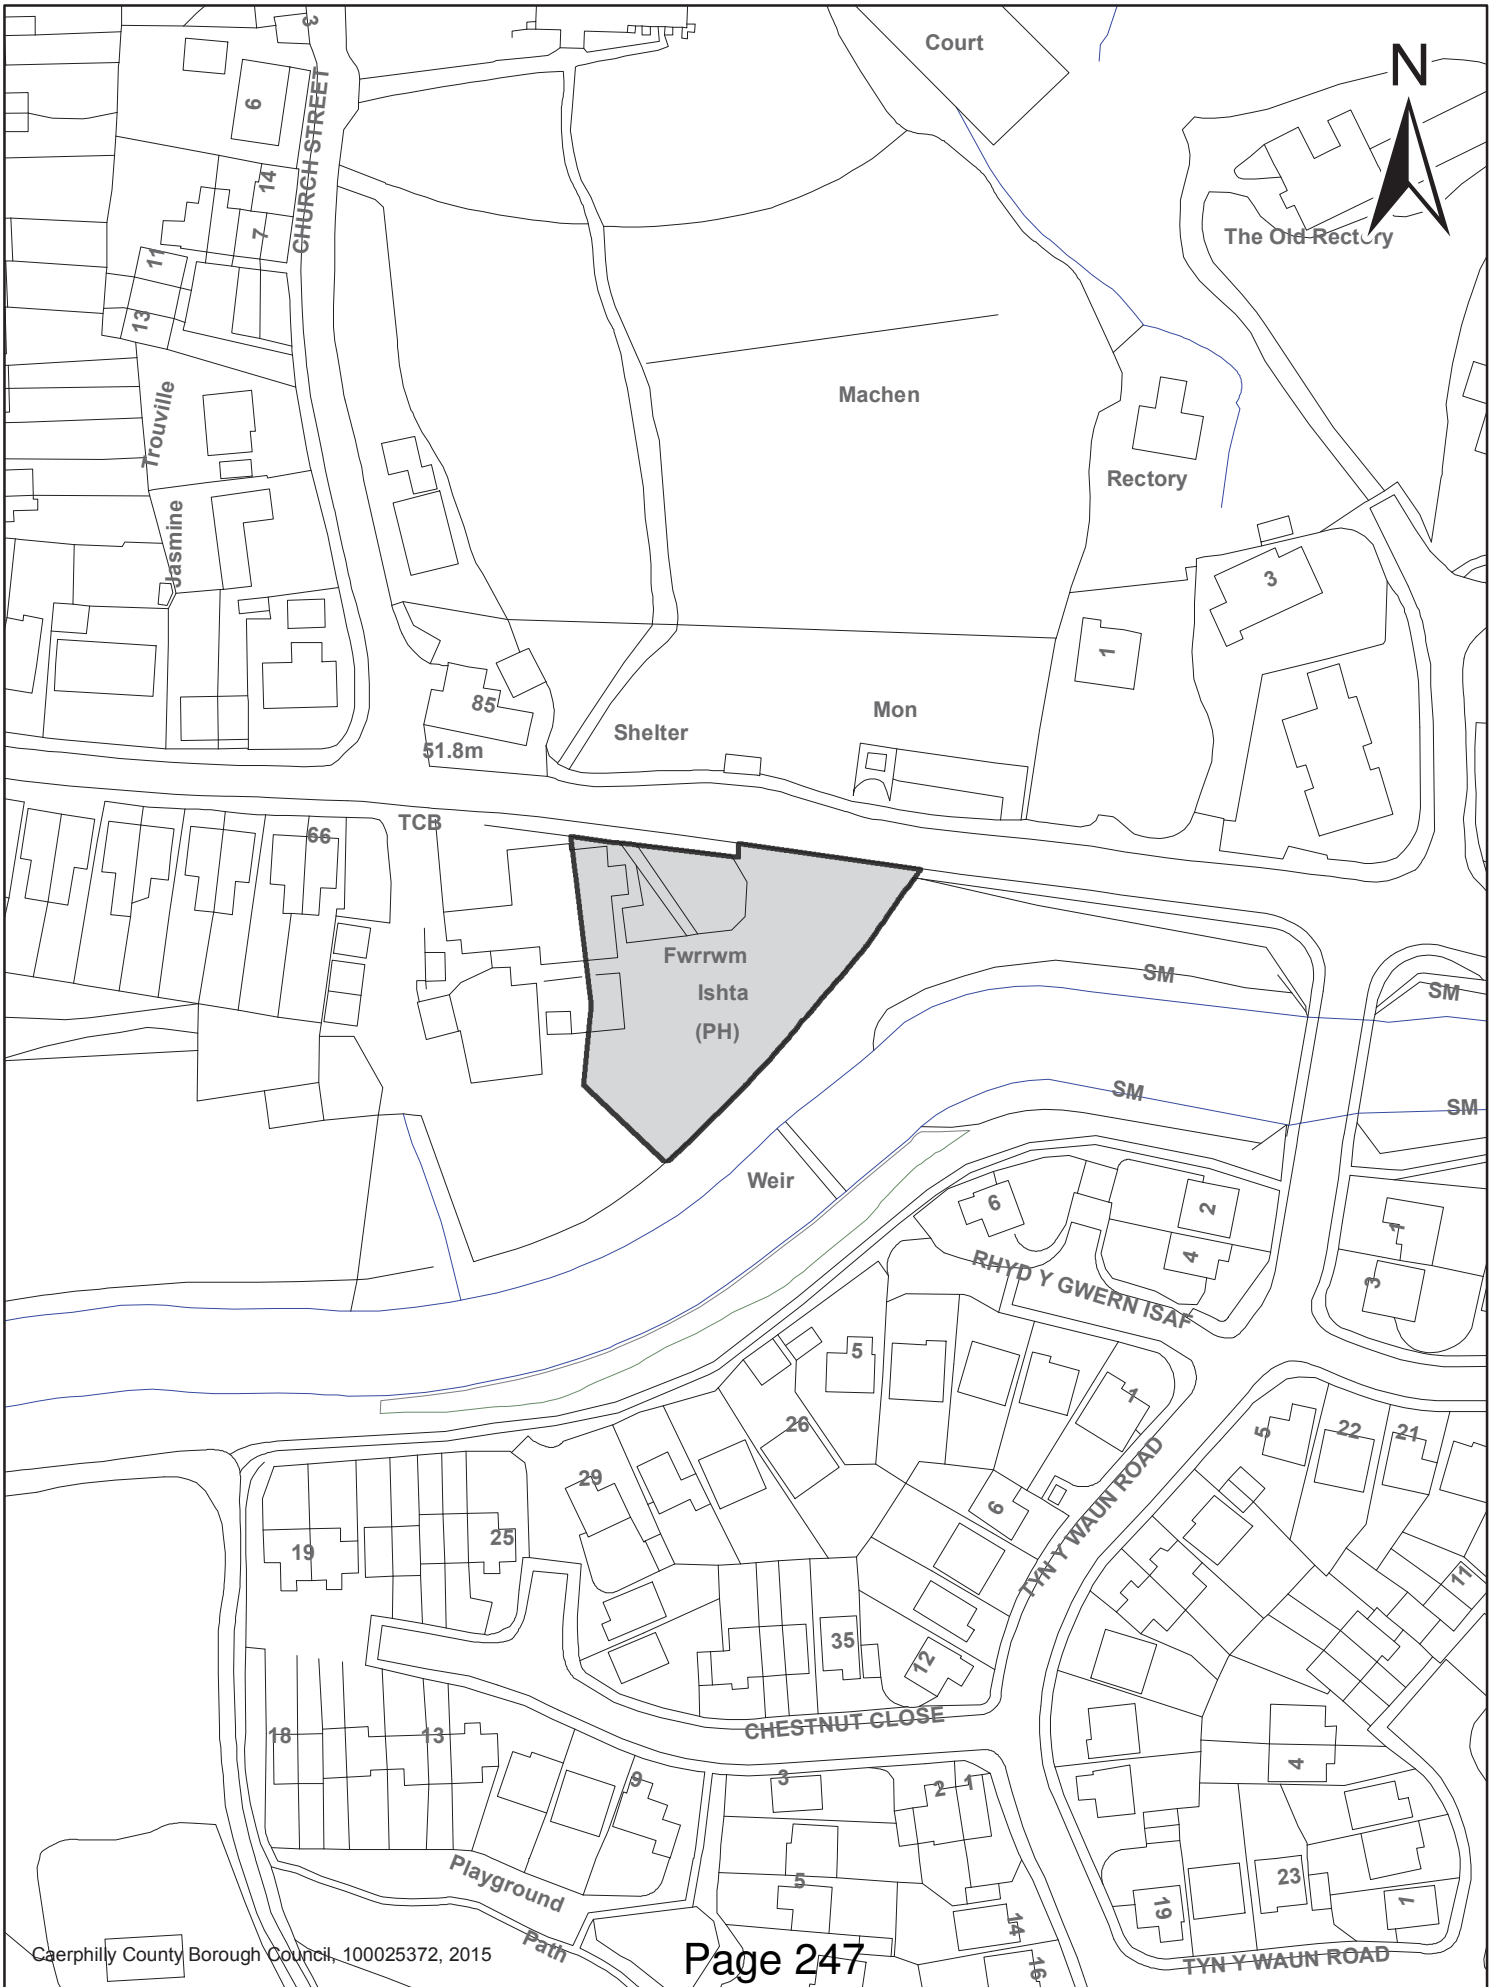 3
Court
N
6
CHURCH STREET
14
7
The Old Rectory
11
13
Machen
Trouville
Rectory
Jasmine
3
1
85
Mon
Shelter
51.8m
TCB
66
Fwrrwm
Ishta
(PH)
SM
SM
SM
SM
Weir
6
2
4
1
3
RHYD Y GWERN ISAF
5
1
26
5
22
21
29
TYN Y WAUN ROAD
6
19
25
11
35
12
CHESTNUT CLOSE
18
13
4
9
3
2
1
Playground
5
23
19
1
14
Path
16
TYN Y WAUN ROAD
Caerphilly County Borough Council, 100025372, 2015
Page 247